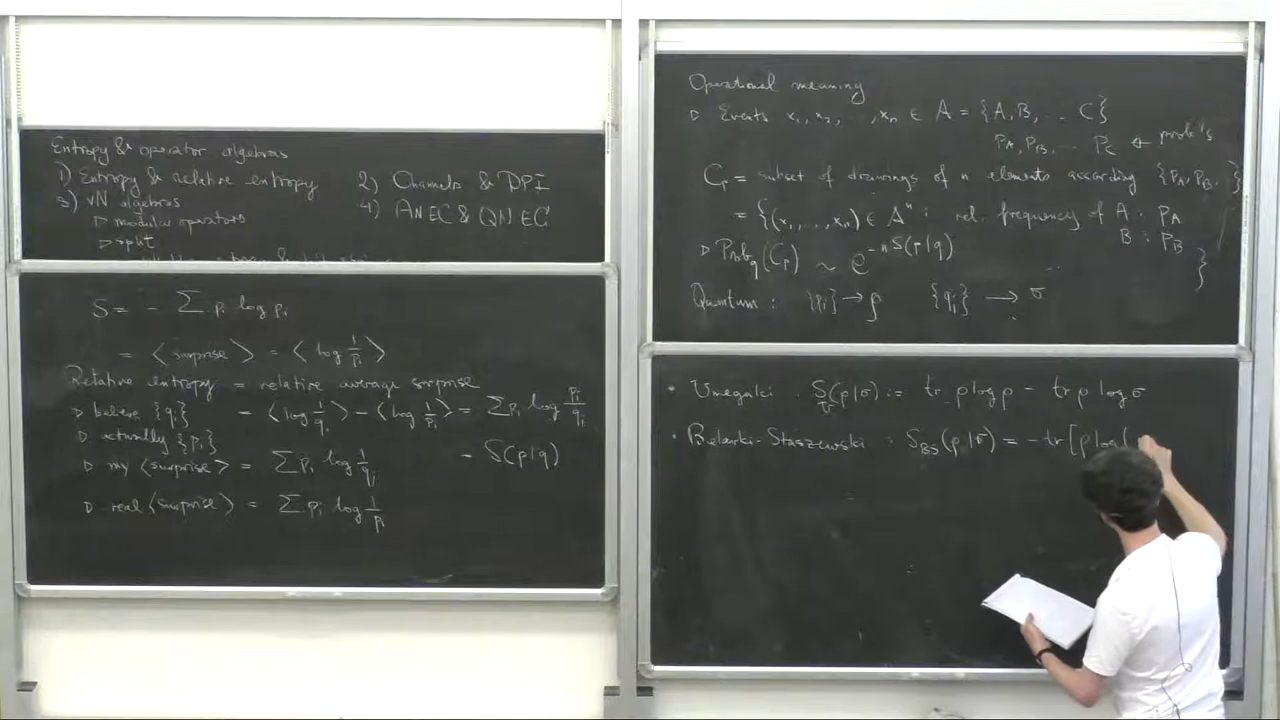 Entropy & operator algebras
1) Entropy & relative entropy
2) Channels & DPI
3) vN algebras
4) ANEC & QNEC
▷ modular operators
▷ split
S = - Σ pᵢ log pᵢ
= ⟨surprise⟩ = ⟨log 1/pᵢ⟩
Relative entropy = relative average surprise
▷ believe {qᵢ} = ⟨log 1/qᵢ⟩ - ⟨log 1/pᵢ⟩ = Σ pᵢ log pᵢ/qᵢ
▷ actually {pᵢ}
= S(p|q)
▷ my ⟨surprise⟩ = Σ pᵢ log 1/qᵢ
▷ real ⟨surprise⟩ = Σ pᵢ log 1/pᵢ
Operational meaning
▷ Events x₁, x₂, ..., xₙ ∈ A = {A, B, ... C}
p_A, p_B, ... p_C ← prob's
C_p = subset of drawings of n elements according {p_A, p_B, }
= {(x₁, ..., xₙ) ∈ Aⁿ : rel. frequency of A : p_A
B : p_B
}
▷ Prob_q(C_p) ~ e^{-nS(p|q)}
Quantum : {pᵢ} → ρ {qᵢ} → σ
• Umegaki : S(ρ|σ) := tr ρ log ρ - tr ρ log σ
• Belavki-Staszewski : S_BS(ρ|σ) = - tr[ρ log(